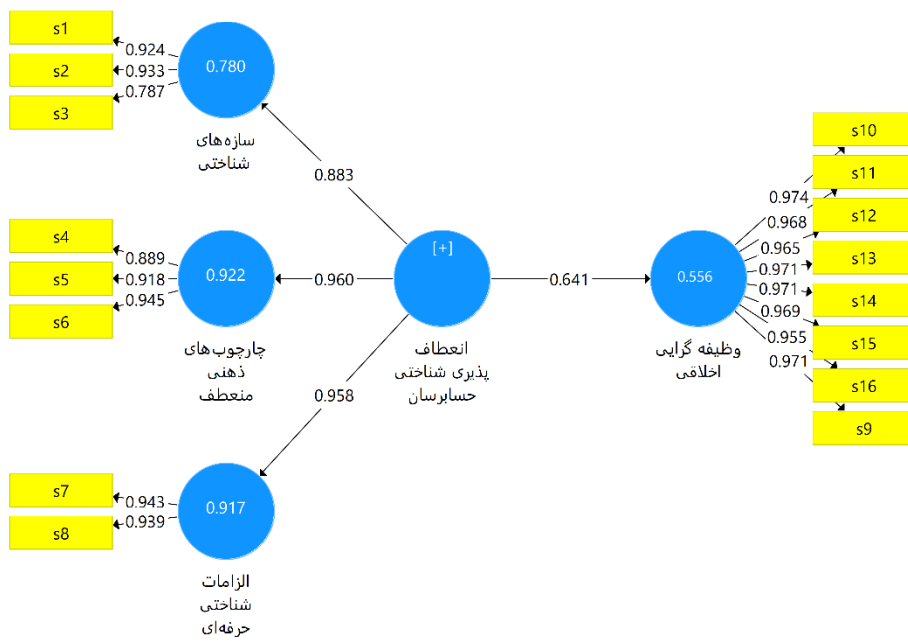 s1
s2
s3
0.924
0.933
0.787
0.780
سازه‌های
شناختی
0.883
s4
s5
s6
0.889
0.918
0.945
0.922
چارچوب‌های
ذهنی
منعطف
0.960
s7
s8
0.943
0.939
0.917
الزامات
شناختی
حرفه‌ای
0.958
[+]
انعطاف
پذیری شناختی
حسابرسان
0.641
0.556
وظیفه گرایی
اخلاقی
0.974
0.968
0.965
0.971
0.971
0.969
0.955
0.971
s10
s11
s12
s13
s14
s15
s16
s9